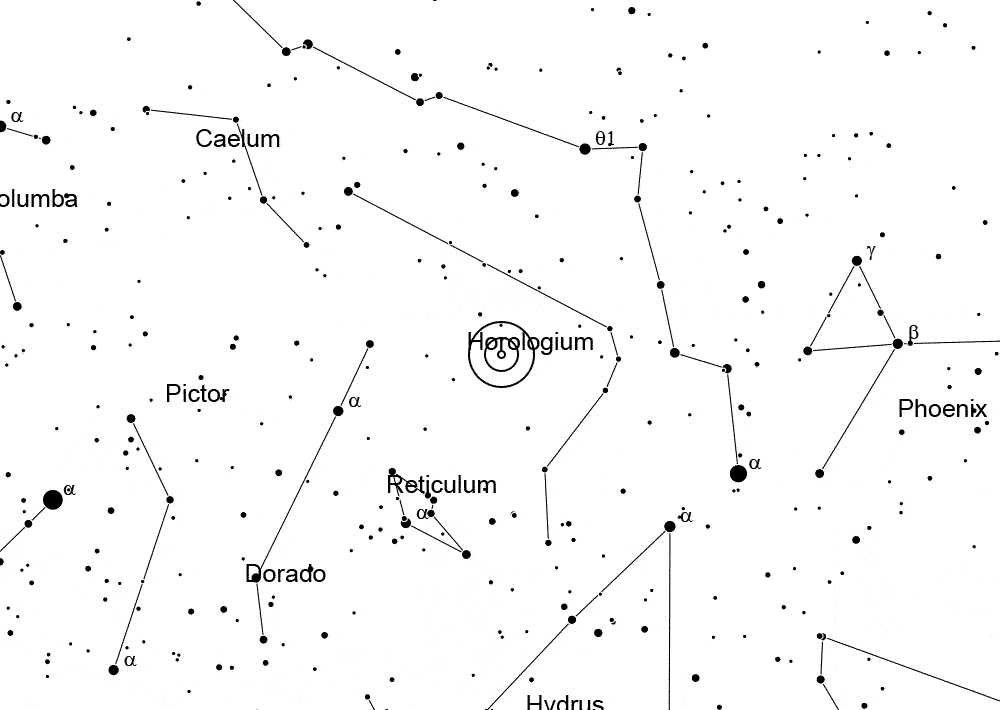 α
θ1
Caelum
olumba
γ
β
Horologium
Pictor
α
Phoenix
α
Reticulum
α
α
α
Dorado
α
Hydrus